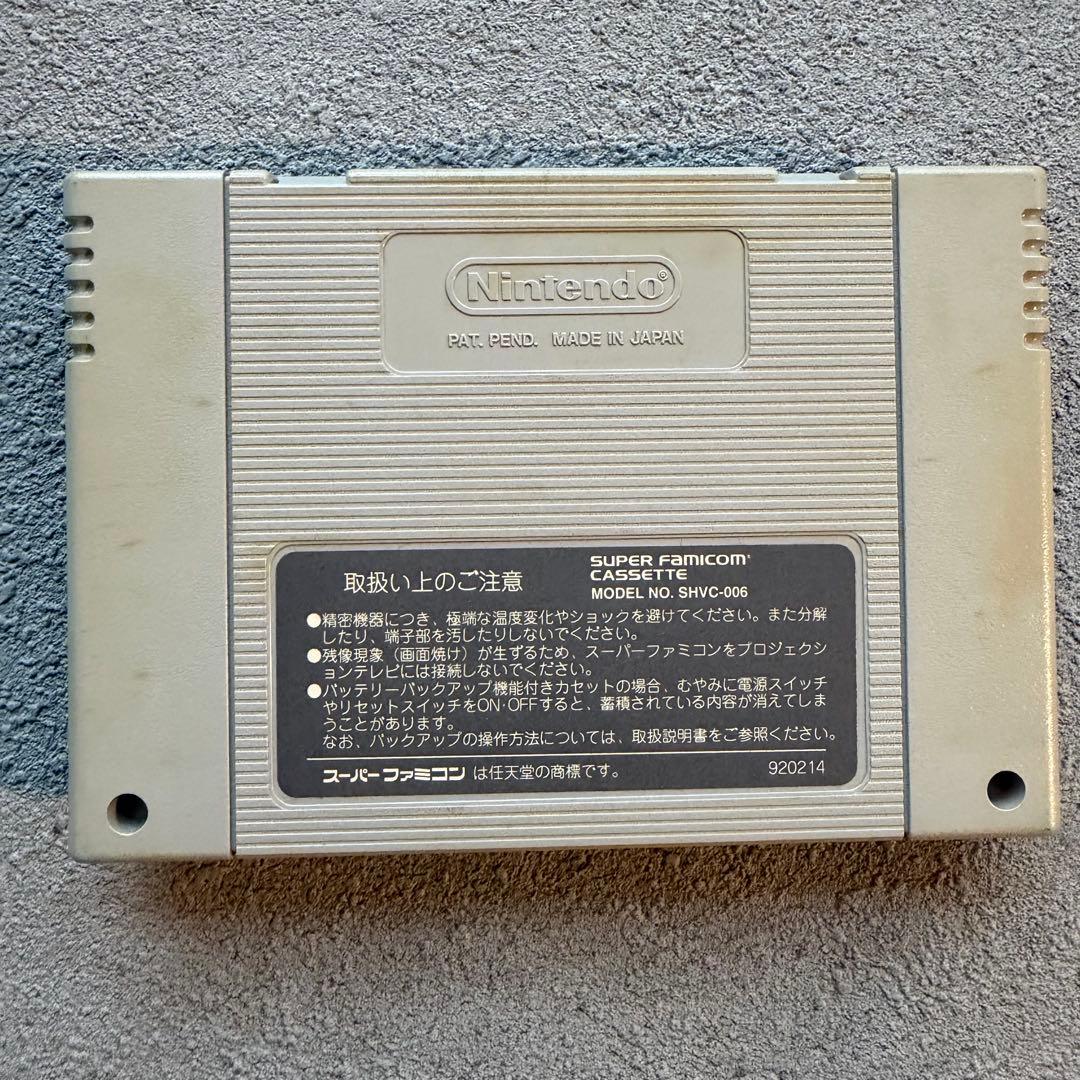 Nintendo®
PAT. PEND. MADE IN JAPAN
取扱い上のご注意
SUPER FAMICOM
CASSETTE
MODEL NO. SHVC-006
●精密機器につき、極端な温度変化やショックを避けてください。また分解
したり、端子部を汚したりしないでください。
●残像現象（画面焼け）が生ずるため、スーパーファミコンをプロジェクシ
ョンテレビには接続しないでください。
●バッテリーバックアップ機能付きカセットの場合、むやみに電源スイッチ
やリセットスイッチをON・OFFすると、蓄積されている内容が消えてしま
うことがあります。
なお、バックアップの操作方法については、取扱説明書をご参照ください。
スーパーファミコン は任天堂の商標です。 920214